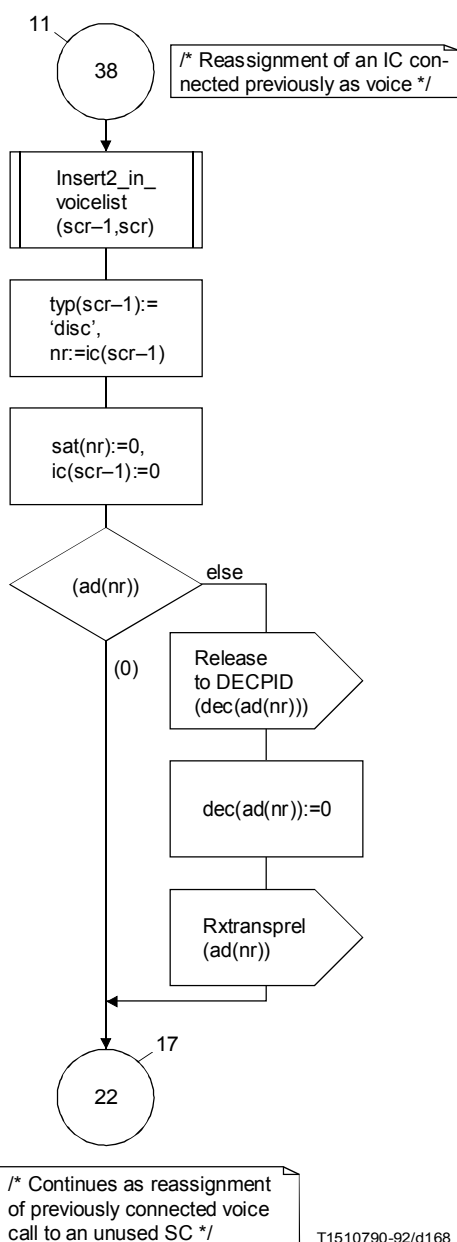 11
38
/* Reassignment of an IC con-
nected previously as voice */
Insert2_in_
voicelist
(scr–1,scr)
typ(scr–1):=
‘disc’,
nr:=ic(scr–1)
sat(nr):=0,
ic(scr–1):=0
(ad(nr))
else
(0)
Release
to DECPID
(dec(ad(nr)))
dec(ad(nr)):=0
Rxtransprel
(ad(nr))
17
22
/* Continues as reassignment
of previously connected voice
call to an unused SC */
T1510790-92/d168